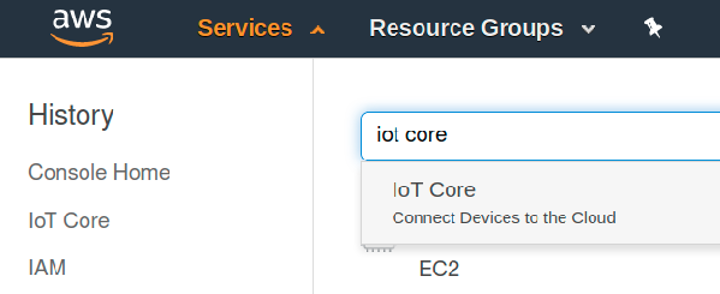 aws
Services
Resource Groups
History
Console Home
IoT Core
IAM
iot core
IoT Core
Connect Devices to the Cloud
EC2